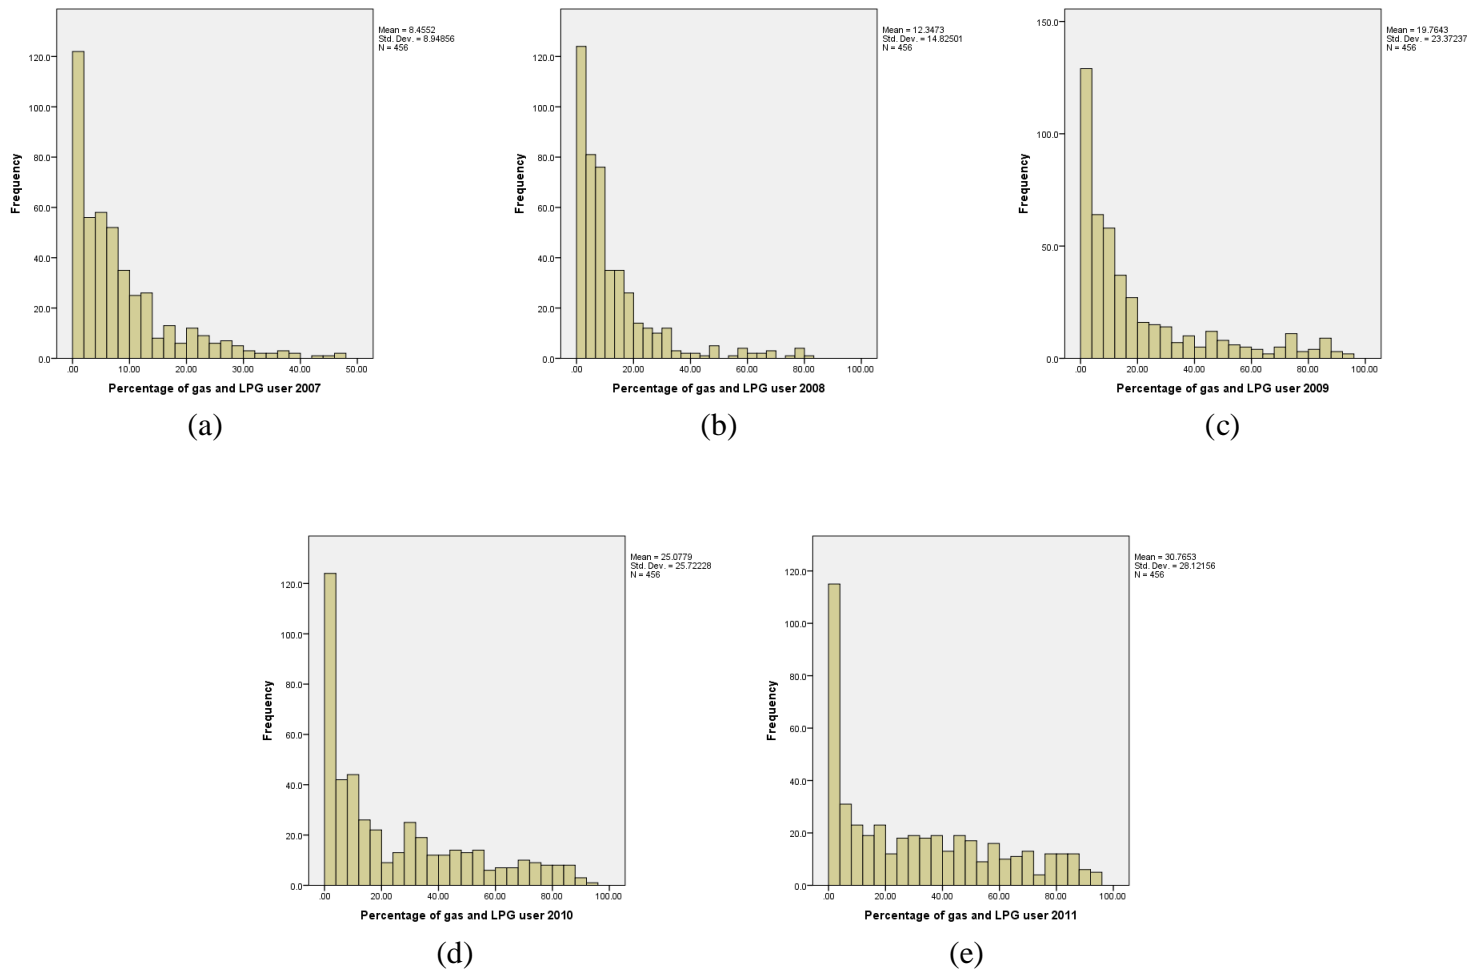 Mean = 8.4552
Std. Dev. = 8.94856
N = 456
120.0
100.0
80.0
60.0
40.0
20.0
0.0
Frequency
.00 10.00 20.00 30.00 40.00 50.00
Percentage of gas and LPG user 2007
(a)
Mean = 12.3473
Std. Dev. = 14.82501
N = 456
120.0
100.0
80.0
60.0
40.0
20.0
0.0
Frequency
.00 20.00 40.00 60.00 80.00 100.00
Percentage of gas and LPG user 2008
(b)
Mean = 19.7643
Std. Dev. = 23.37237
N = 456
150.0
100.0
50.0
0.0
Frequency
.00 20.00 40.00 60.00 80.00 100.00
Percentage of gas and LPG user 2009
(c)
Mean = 25.0779
Std. Dev. = 25.72228
N = 456
120.0
100.0
80.0
60.0
40.0
20.0
0.0
Frequency
.00 20.00 40.00 60.00 80.00 100.00
Percentage of gas and LPG user 2010
(d)
Mean = 30.7653
Std. Dev. = 28.12156
N = 456
120.0
100.0
80.0
60.0
40.0
20.0
0.0
Frequency
.00 20.00 40.00 60.00 80.00 100.00
Percentage of gas and LPG user 2011
(e)